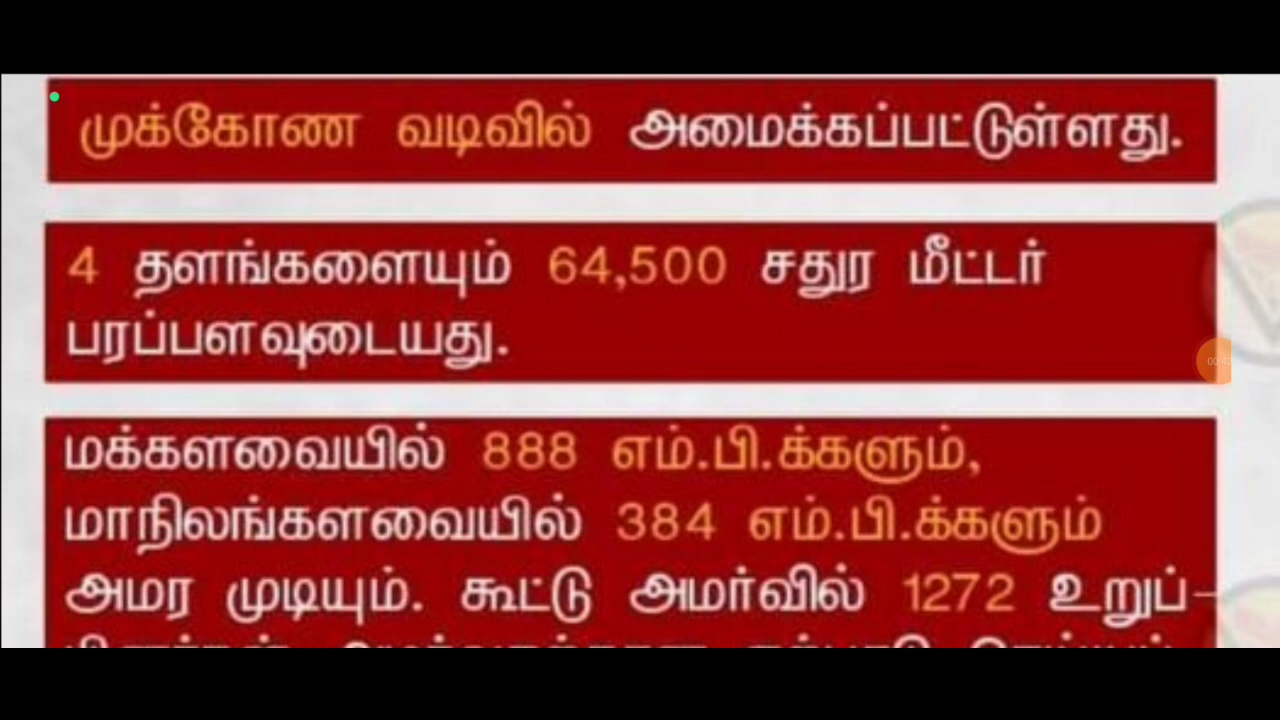 முக்கோண வடிவில் அமைக்கப்பட்டுள்ளது.
4 தளங்களையும் 64,500 சதுர மீட்டர்
பரப்பளவுடையது.
மக்களவையில் 888 எம்.பி.க்களும்,
மாநிலங்களவையில் 384 எம்.பி.க்களும்
அமர முடியும். கூட்டு அமர்வில் 1272 உறுப்-